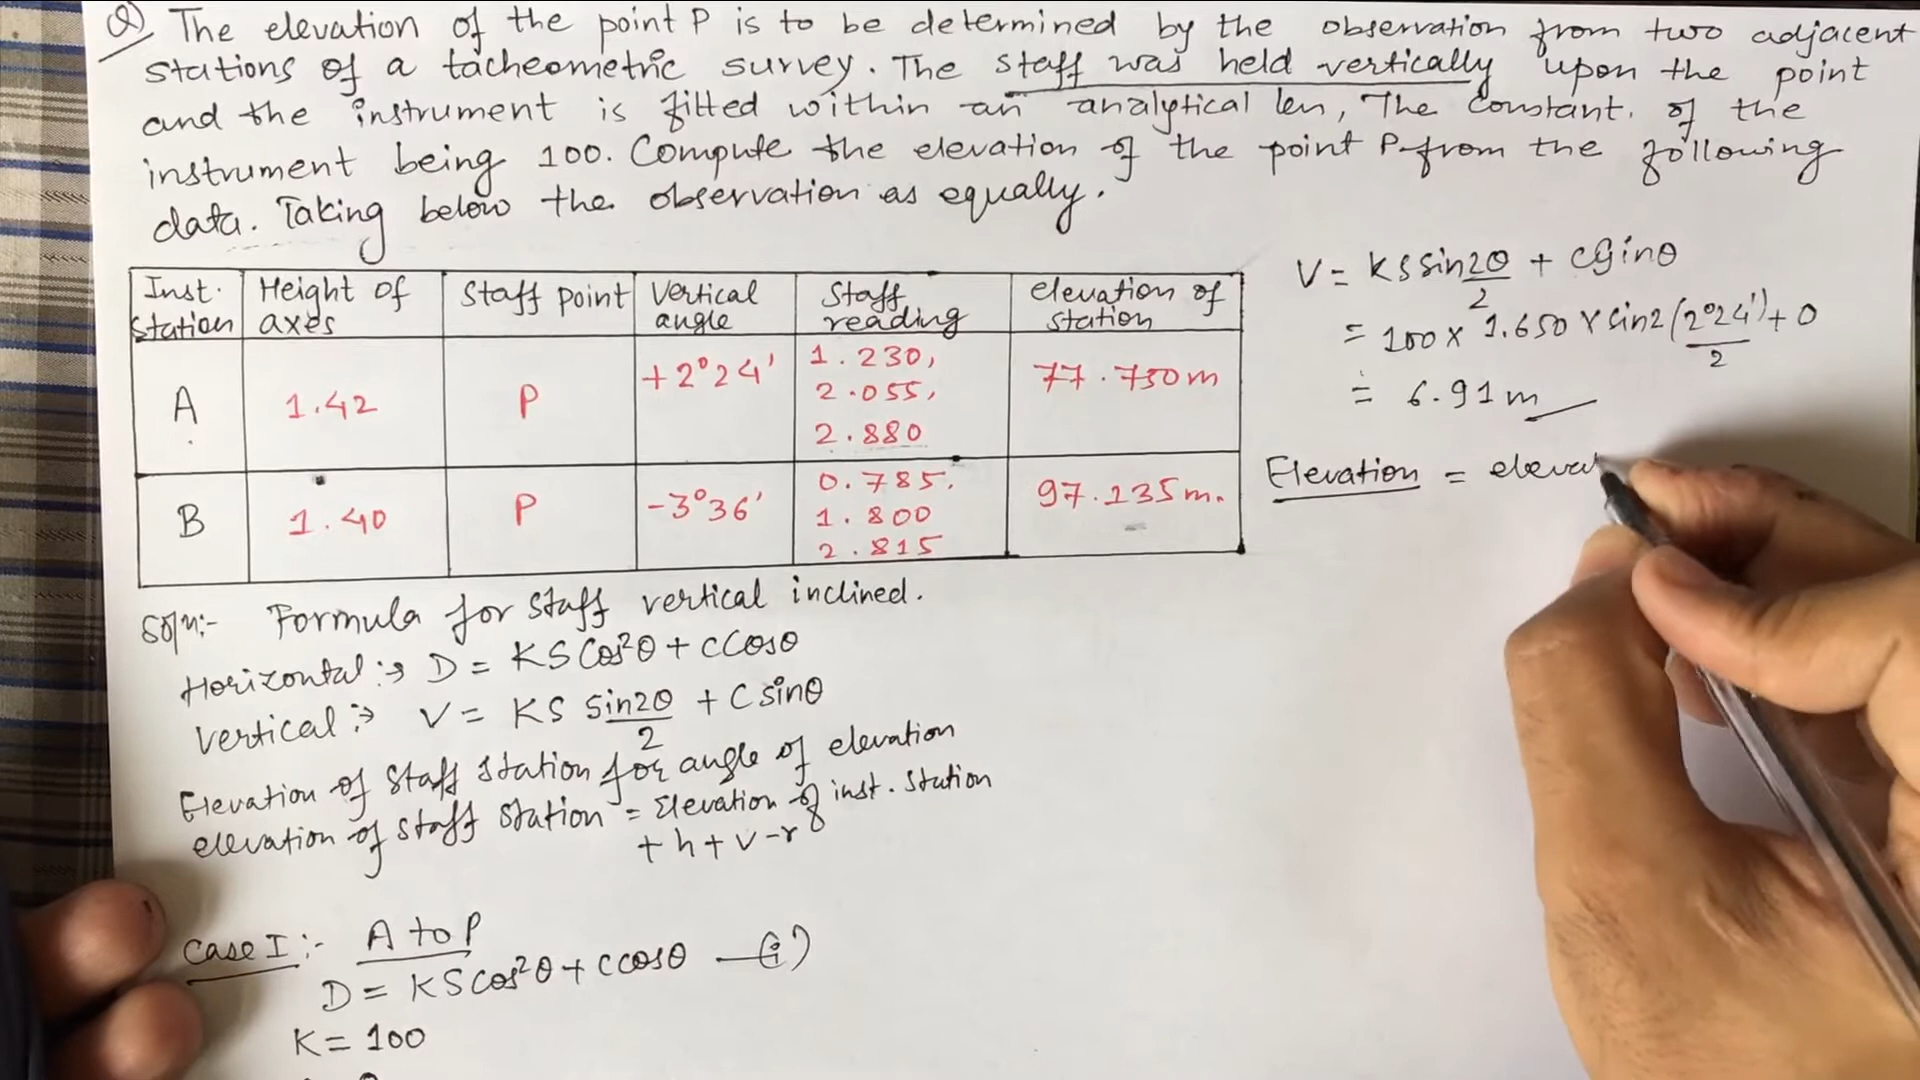 Q) The elevation of the point P is to be determined by the observation from two adjacent
stations of a tacheometric survey. The staff was held vertically upon the point
and the instrument is fitted within an analytical len, The Constant. of the
instrument being 100. Compute the elevation of the point P from the following
data. Taking below the observation as equally.
Inst. station
Height of axes
Staff point
Vertical angle
Staff reading
elevation of station
A
1.42
P
+2°24'
1.230,
2.055,
2.880
77.750m
B
1.40
P
-3°36'
0.785.
1.800
2.815
97.135m.
Soln:- Formula for staff vertical inclined.
Horizontal :→ D = KS Cos²θ + C Cosθ
Vertical :→ V = KS Sin2θ/2 + C sinθ
Elevation of staff station for angle of elevation
elevation of staff station = Elevation of inst. station
+ h + v - r
Case I :- A to P
D = KS cos²θ + C cosθ —(i)
K = 100
V = KS Sin2θ/2 + C Sinθ
= 100 × 1.650 × Sin2(2°24')/2 + 0
= 6.91m
Elevation = elevat